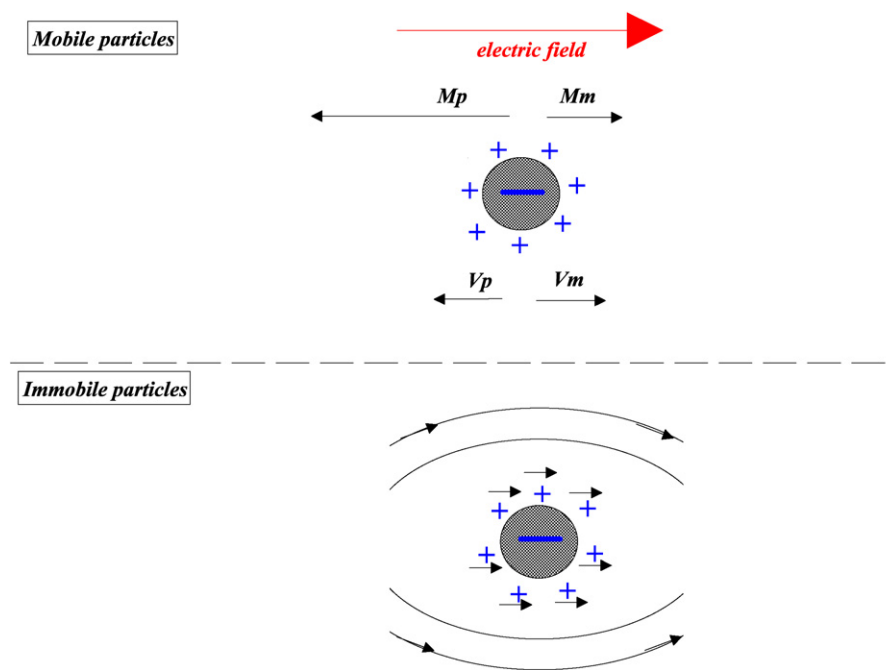 Mobile particles
electric field
Mp Mm
+ + + + + + +
Vp Vm
Immobile particles
+ + + + + + +